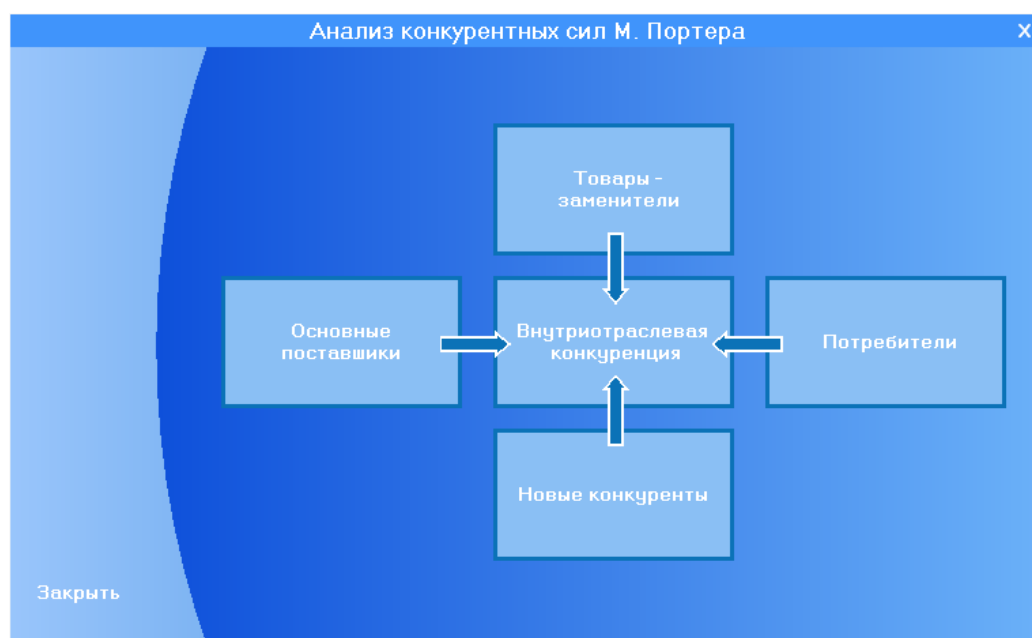 Анализ конкурентных сил М. Портера
X
Товары -
заменители
Основные
поставшики
Внутриотраслевая
конкуренция
Потребители
Новые конкуренты
Закрыть